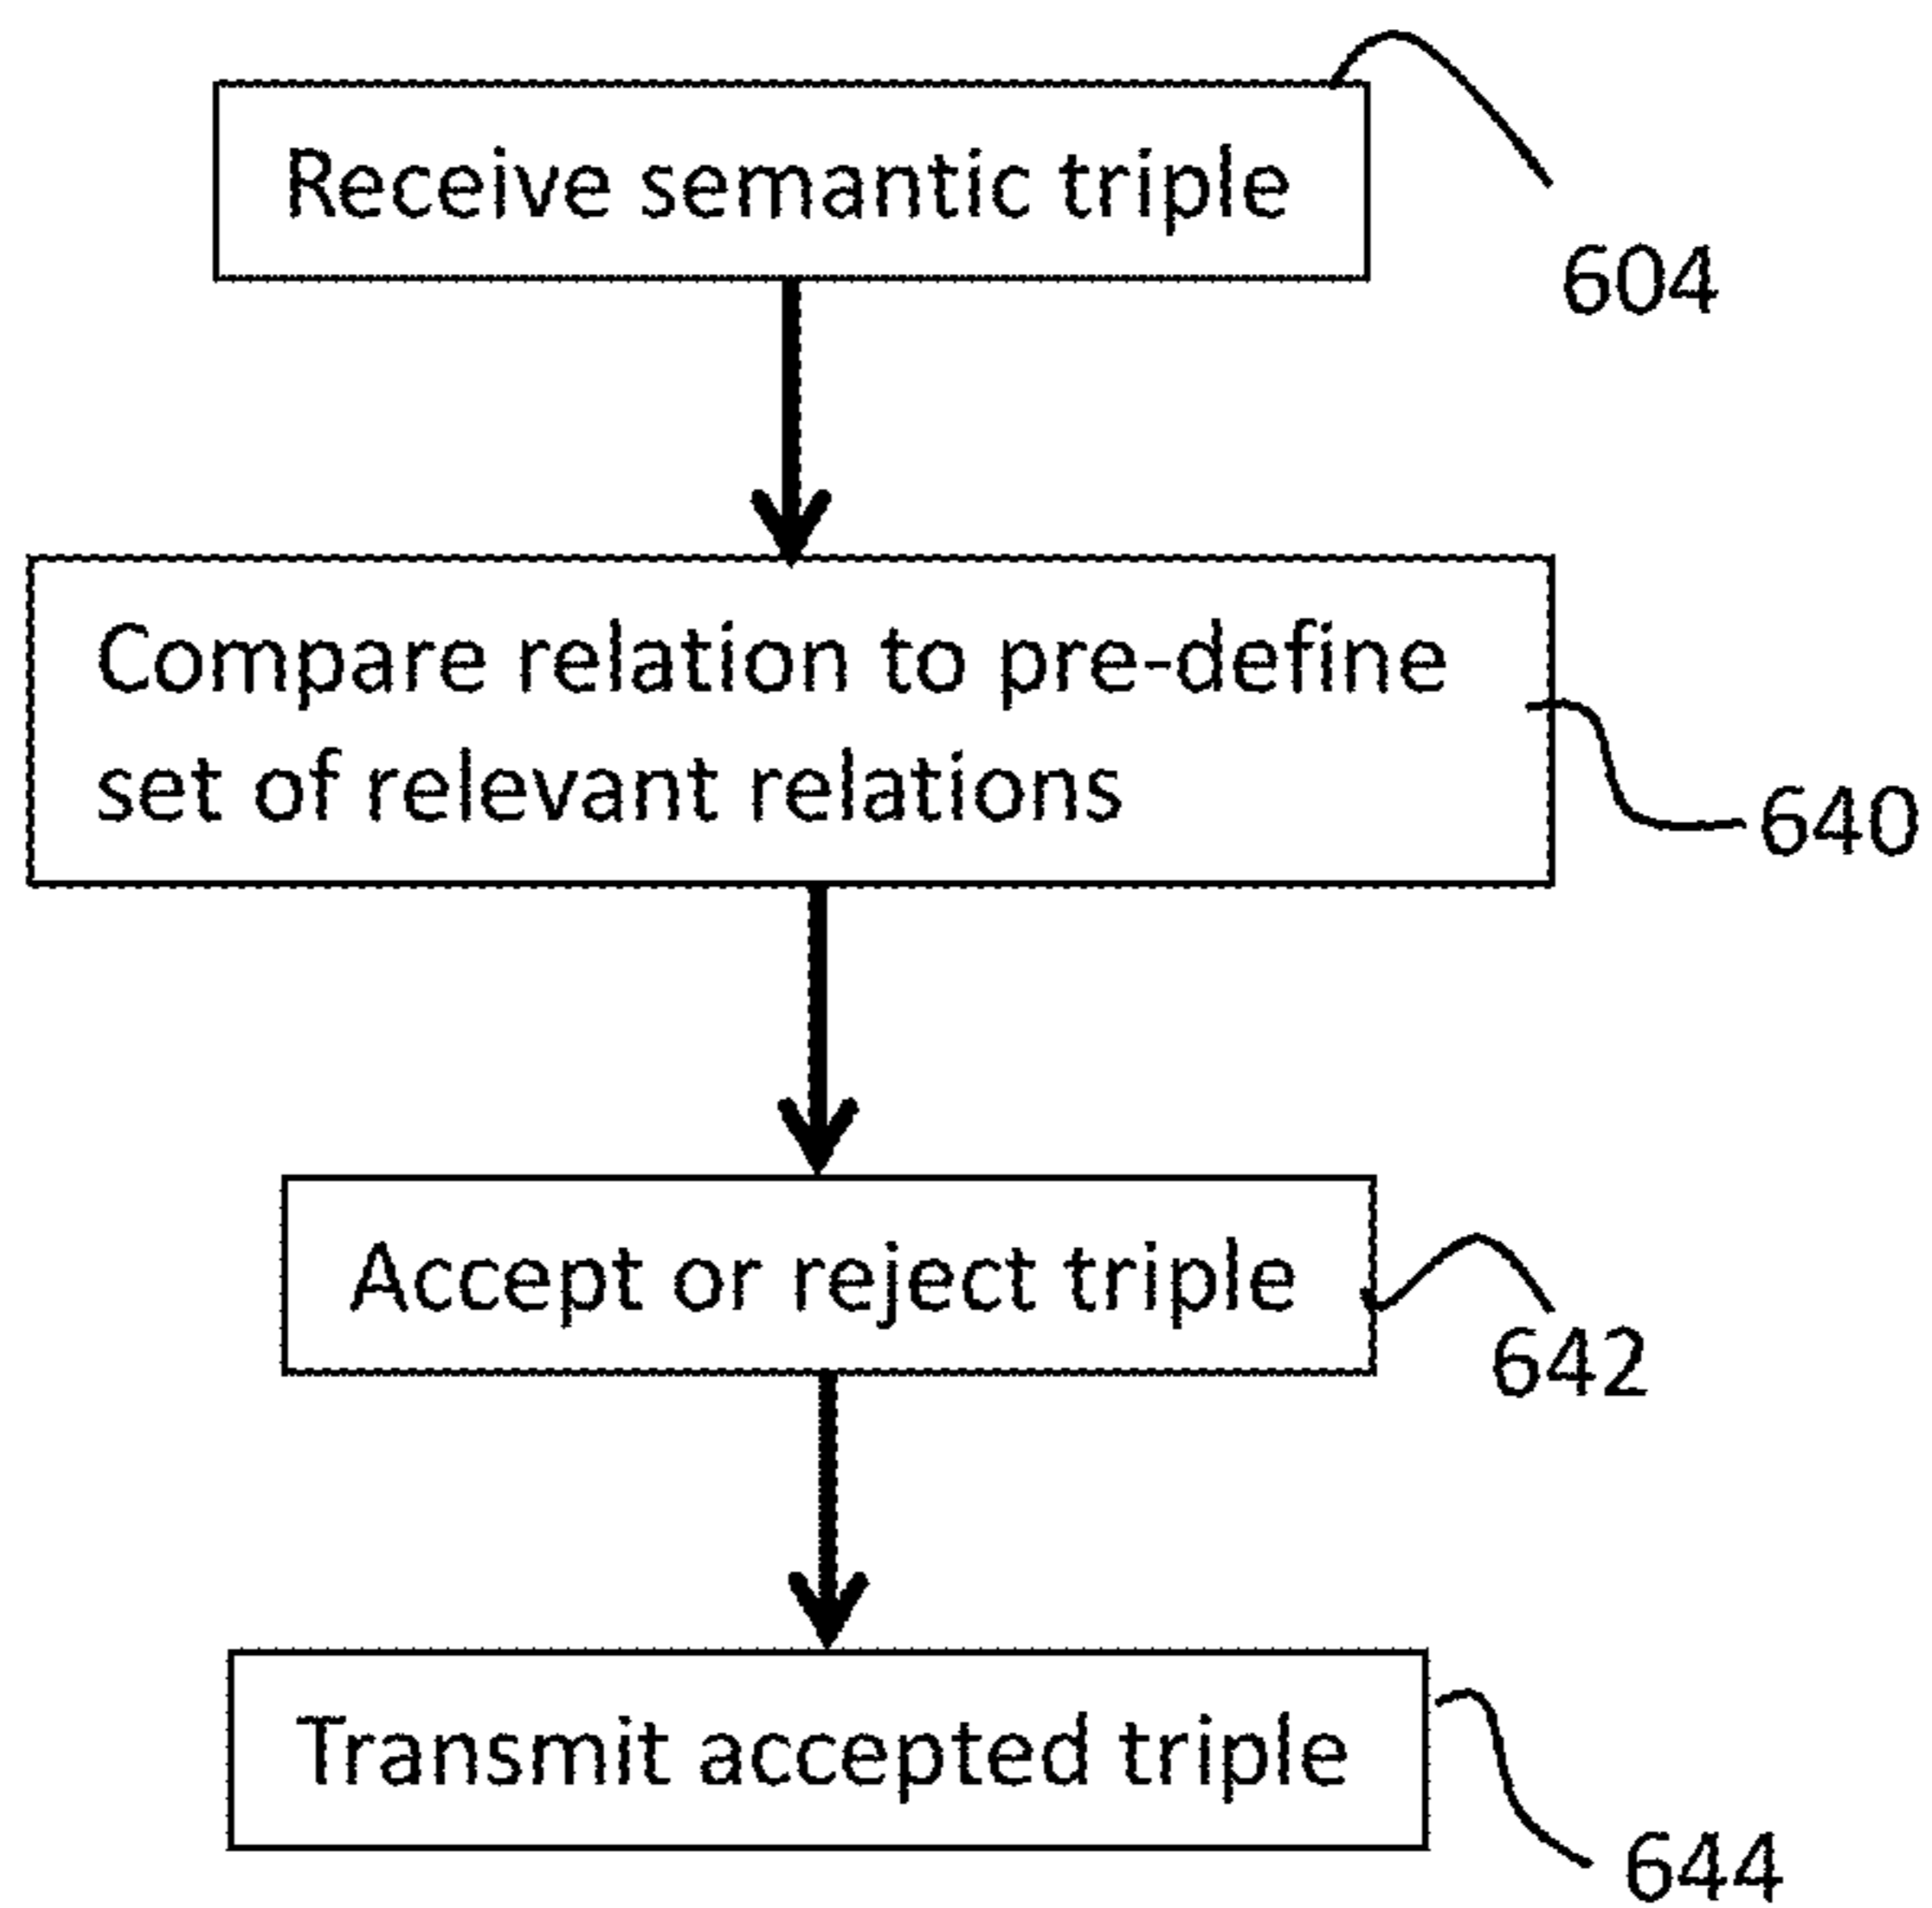 Receive semantic triple
604
Compare relation to pre-define
set of relevant relations
640
Accept or reject triple
642
Transmit accepted triple
644